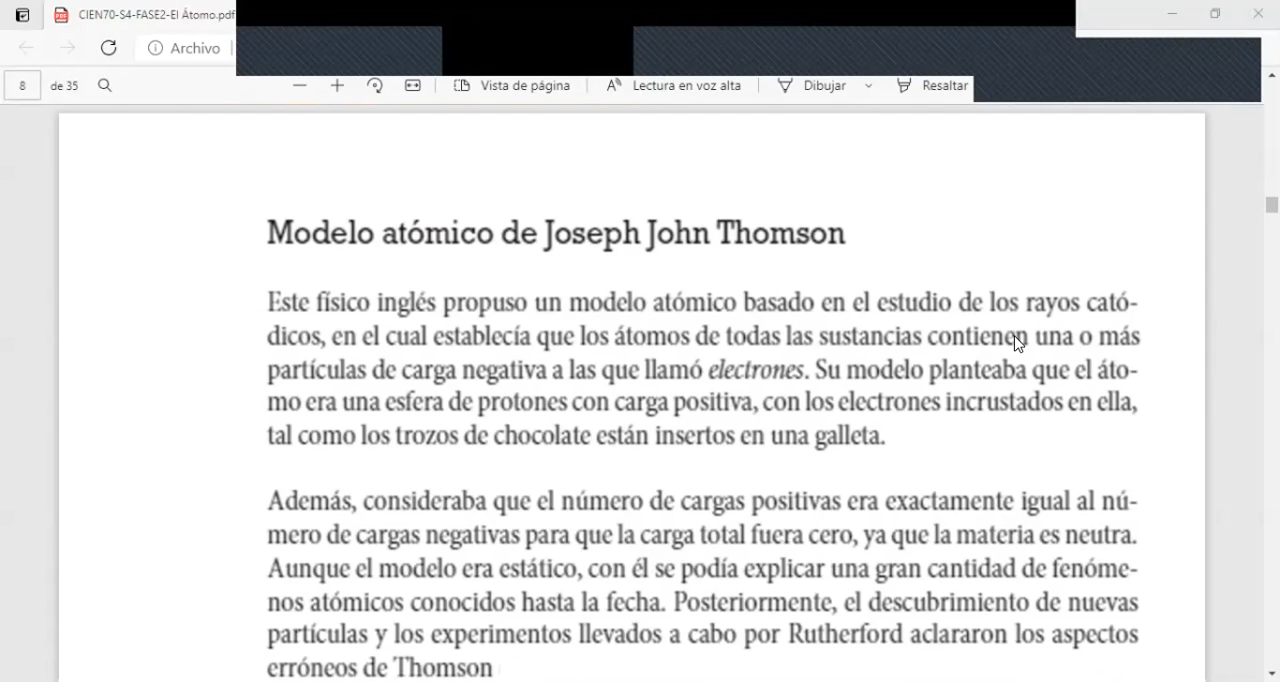 CIEN70-S4-FASE2-El Átomo.pdf
Archivo
8 de 35
Vista de página
Lectura en voz alta
Dibujar
Resaltar
Modelo atómico de Joseph John Thomson
Este físico inglés propuso un modelo atómico basado en el estudio de los rayos cató-
dicos, en el cual establecía que los átomos de todas las sustancias contienen una o más
partículas de carga negativa a las que llamó electrones. Su modelo planteaba que el áto-
mo era una esfera de protones con carga positiva, con los electrones incrustados en ella,
tal como los trozos de chocolate están insertos en una galleta.
Además, consideraba que el número de cargas positivas era exactamente igual al nú-
mero de cargas negativas para que la carga total fuera cero, ya que la materia es neutra.
Aunque el modelo era estático, con él se podía explicar una gran cantidad de fenóme-
nos atómicos conocidos hasta la fecha. Posteriormente, el descubrimiento de nuevas
partículas y los experimentos llevados a cabo por Rutherford aclararon los aspectos
erróneos de Thomson